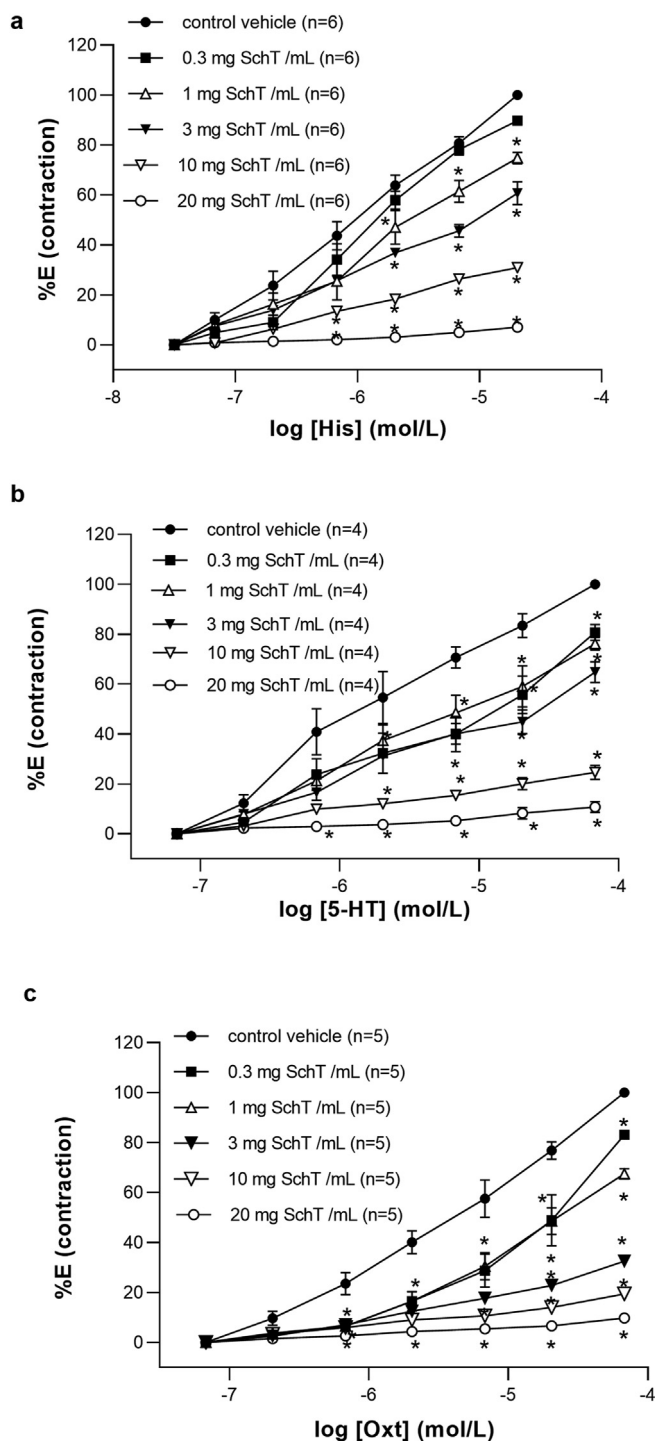 a
control vehicle (n=6)
0.3 mg SchT /mL (n=6)
1 mg SchT /mL (n=6)
3 mg SchT /mL (n=6)
10 mg SchT /mL (n=6)
20 mg SchT /mL (n=6)
120
100
80
60
40
20
0
%E (contraction)
-8
-7
-6
-5
-4
log [His] (mol/L)
b
control vehicle (n=4)
0.3 mg SchT /mL (n=4)
1 mg SchT /mL (n=4)
3 mg SchT /mL (n=4)
10 mg SchT /mL (n=4)
20 mg SchT /mL (n=4)
120
100
80
60
40
20
0
%E (contraction)
-7
-6
-5
-4
log [5-HT] (mol/L)
c
control vehicle (n=5)
0.3 mg SchT /mL (n=5)
1 mg SchT /mL (n=5)
3 mg SchT /mL (n=5)
10 mg SchT /mL (n=5)
20 mg SchT /mL (n=5)
120
100
80
60
40
20
0
%E (contraction)
-7
-6
-5
-4
log [Oxt] (mol/L)